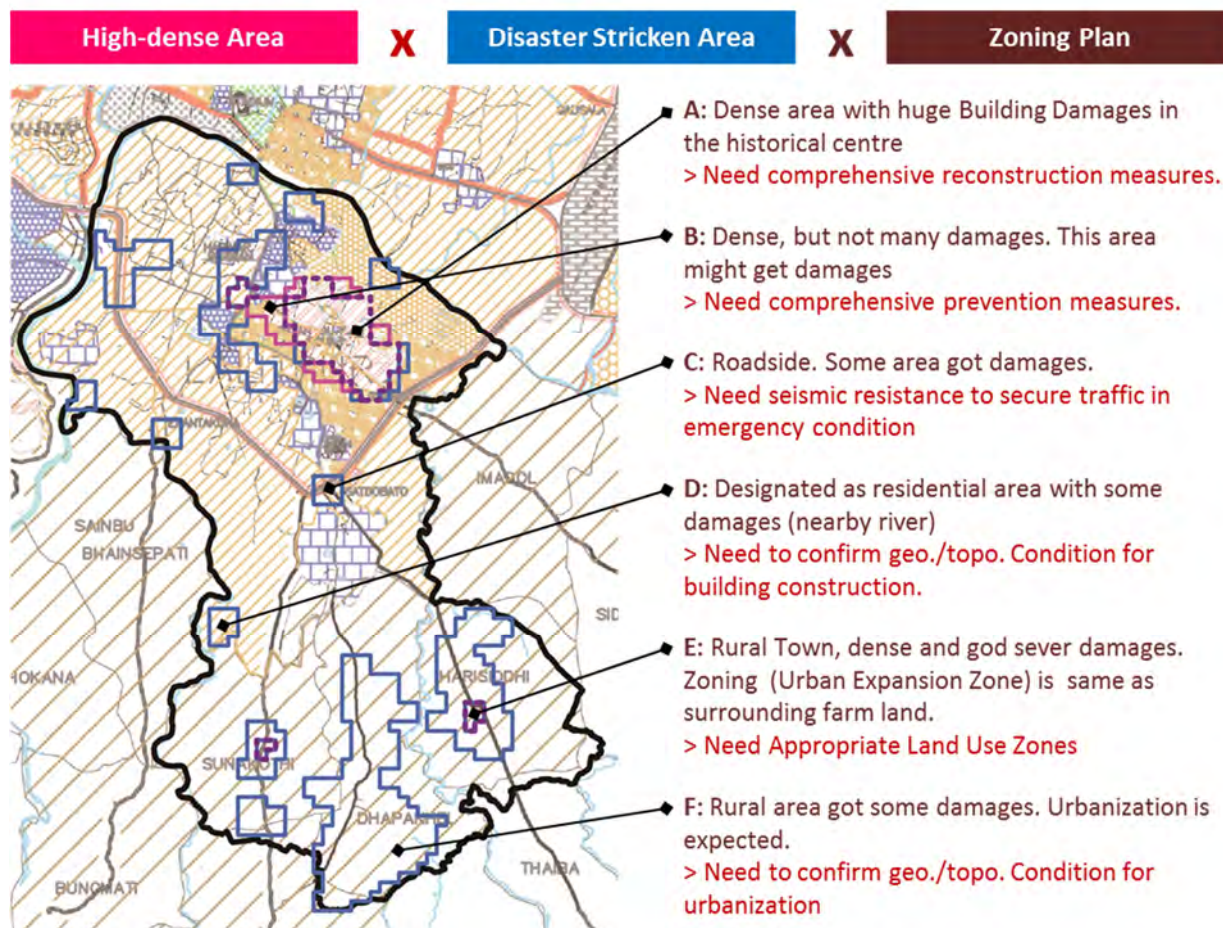 High-dense Area
X
Disaster Stricken Area
X
Zoning Plan
A: Dense area with huge Building Damages in
the historical centre
> Need comprehensive reconstruction measures.
B: Dense, but not many damages. This area
might get damages
> Need comprehensive prevention measures.
C: Roadside. Some area got damages.
> Need seismic resistance to secure traffic in
emergency condition
D: Designated as residential area with some
damages (nearby river)
> Need to confirm geo./topo. Condition for
building construction.
E: Rural Town, dense and god sever damages.
Zoning (Urban Expansion Zone) is same as
surrounding farm land.
> Need Appropriate Land Use Zones
F: Rural area got some damages. Urbanization is
expected.
> Need to confirm geo./topo. Condition for
urbanization
IMADOL
SAINBU
BHAINSEPATI
SID
HOKANA
HARISIDDHI
THAIBA
BUNGMATI